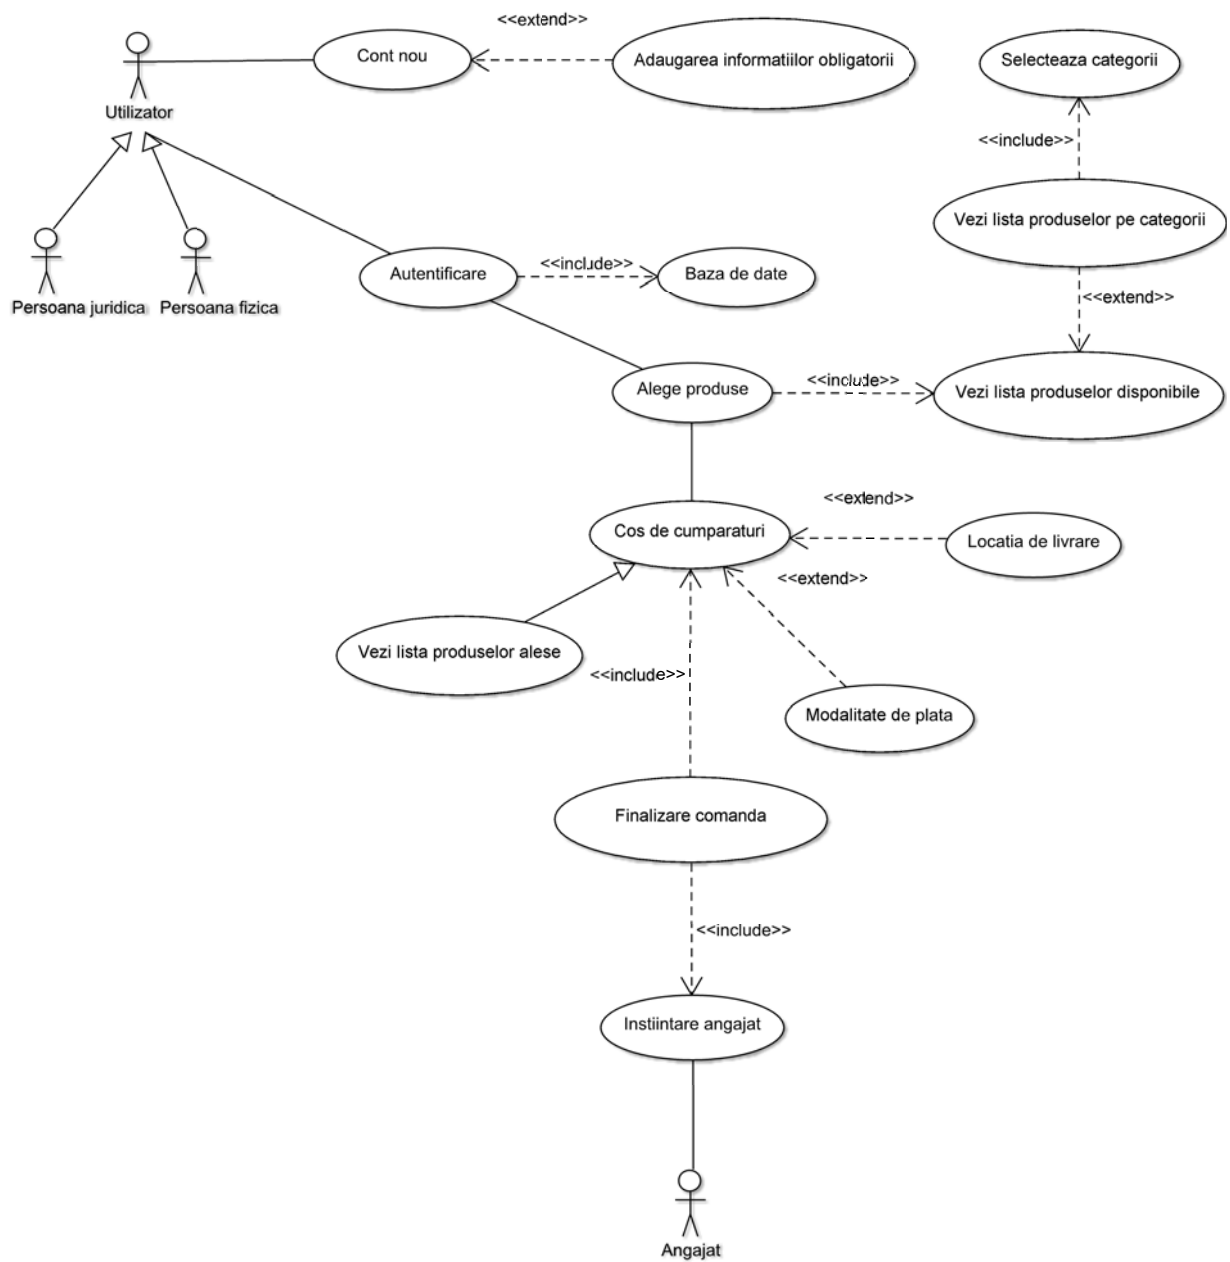 <<extend>>
Cont nou
Adaugarea informatiilor obligatorii
Selecteaza categorii
Utilizator
<<include>>
Vezi lista produselor pe categorii
Persoana juridica
Persoana fizica
Autentificare
<<include>>
Baza de date
<<extend>>
Alege produse
<<include>>
Vezi lista produselor disponibile
<<extend>>
Cos de cumparaturi
Locatia de livrare
<<extend>>
Vezi lista produselor alese
<<include>>
Modalitate de plata
Finalizare comanda
<<include>>
Instiintare angajat
Angajat